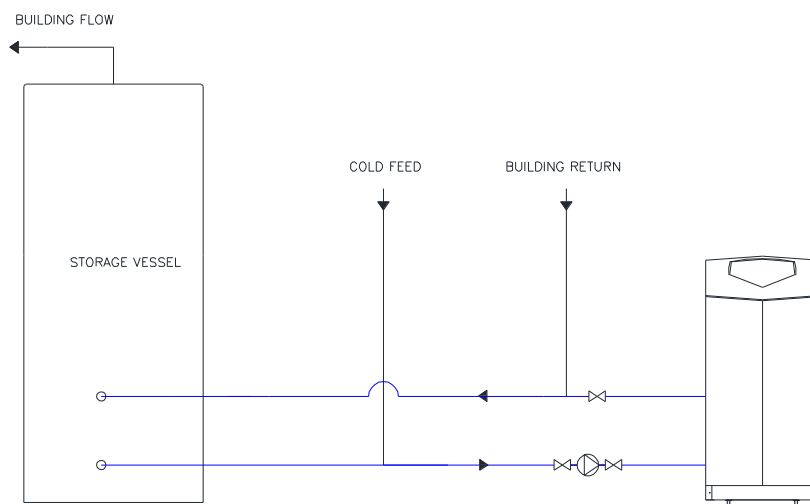 BUILDING FLOW
COLD FEED
BUILDING RETURN
STORAGE VESSEL